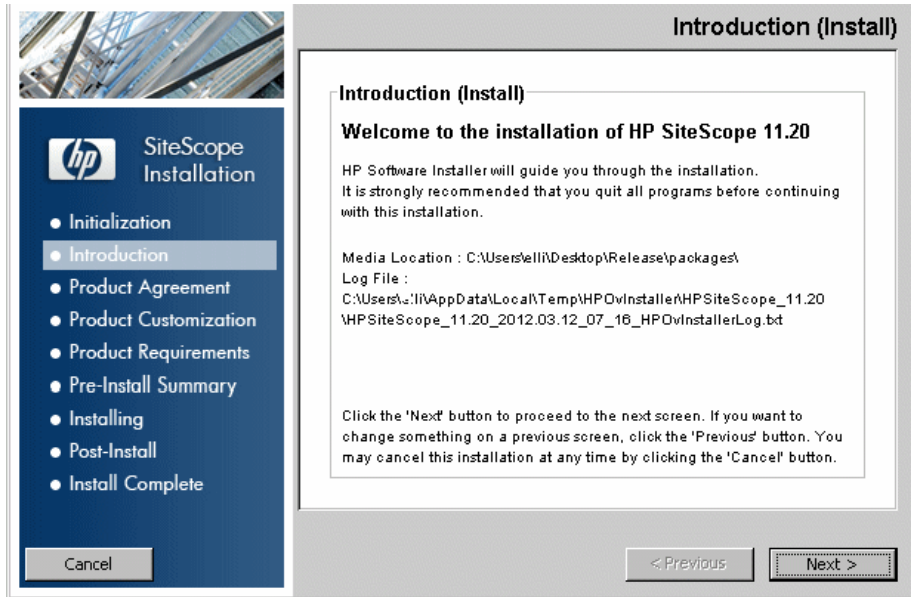 Introduction (Install)
hp
SiteScope
Installation
Initialization
Introduction
Product Agreement
Product Customization
Product Requirements
Pre-Install Summary
Installing
Post-Install
Install Complete
Cancel
Introduction (Install)
Welcome to the installation of HP SiteScope 11.20
HP Software Installer will guide you through the installation.
It is strongly recommended that you quit all programs before continuing
with this installation.
Media Location : C:\Users\elli\Desktop\Release\packages\
Log File :
C:\Users\AppData\Local\Temp\HPOvInstaller\HPSiteScope_11.20
\HPSiteScope_11.20_2012.03.12_07_16_HPOvInstallerLog.txt
Click the 'Next' button to proceed to the next screen. If you want to
change something on a previous screen, click the 'Previous' button. You
may cancel this installation at any time by clicking the 'Cancel' button.
< Previous
Next >